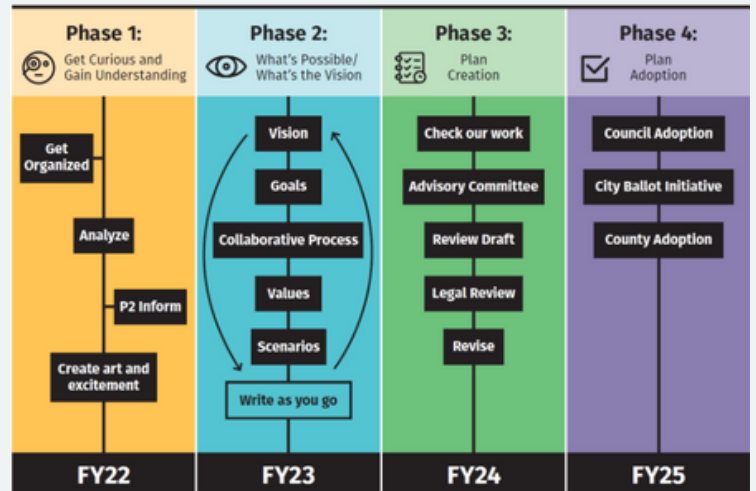 Phase 1:
Get Curious and
Gain Understanding
Get
Organized
Analyze
P2 Inform
Create art and
excitement
FY22
Phase 2:
What's Possible/
What's the Vision
Vision
Goals
Collaborative Process
Values
Scenarios
Write as you go
FY23
Phase 3:
Plan
Creation
Check our work
Advisory Committee
Review Draft
Legal Review
Revise
FY24
Phase 4:
Plan
Adoption
Council Adoption
City Ballot Initiative
County Adoption
FY25